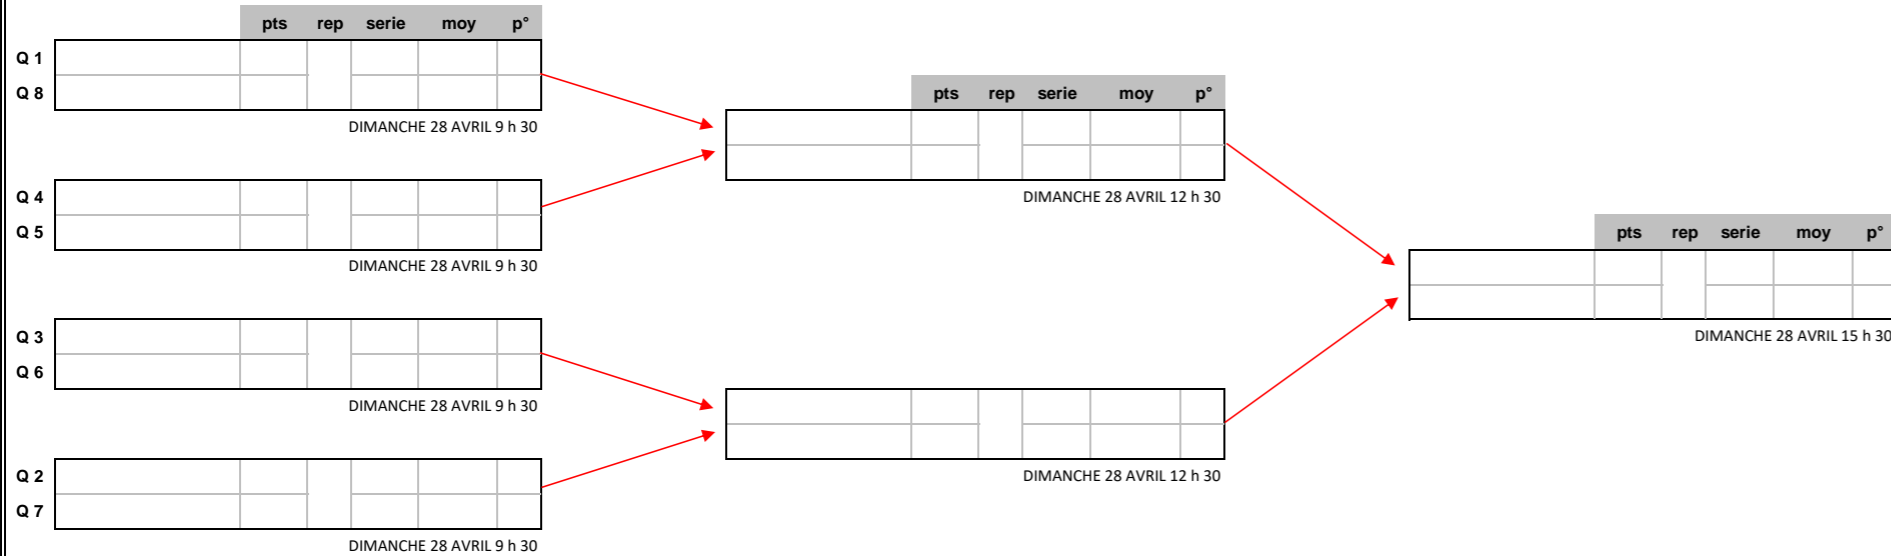 pts rep serie moy p°
Q 1
Q 8
DIMANCHE 28 AVRIL 9 h 30
Q 4
Q 5
DIMANCHE 28 AVRIL 9 h 30
Q 3
Q 6
DIMANCHE 28 AVRIL 9 h 30
Q 2
Q 7
DIMANCHE 28 AVRIL 9 h 30
pts rep serie moy p°
DIMANCHE 28 AVRIL 12 h 30
DIMANCHE 28 AVRIL 12 h 30
pts rep serie moy p°
DIMANCHE 28 AVRIL 15 h 30